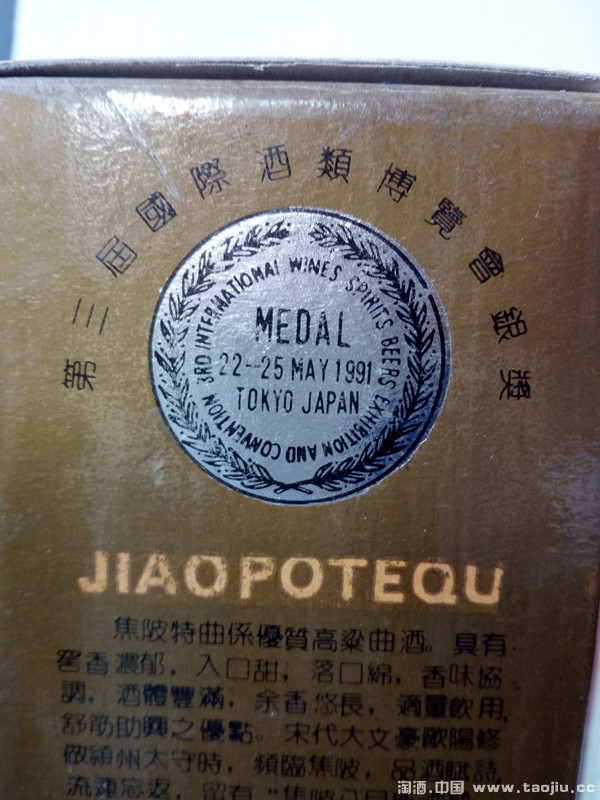 第三届國際酒類博覽會銀獎
3RD INTERNATIONAL WINES SPIRITS BEERS EXHIBITION AND CONVENTION
MEDAL
22--25 MAY 1991
TOKYO JAPAN
JIAOPOTEQU
焦陂特曲係優質高粱曲酒。具有
窖香濃郁，入口甜，落口綿，香味協
調，酒體豐滿，余香悠長，適量飲用，
舒筋助興之優點。宋代大文豪歐陽修
做潁州太守時，頻臨焦陂，品酒賦詩，
流連忘返，留有“焦陂八月
淘酒.中国 www.taojiu.cc